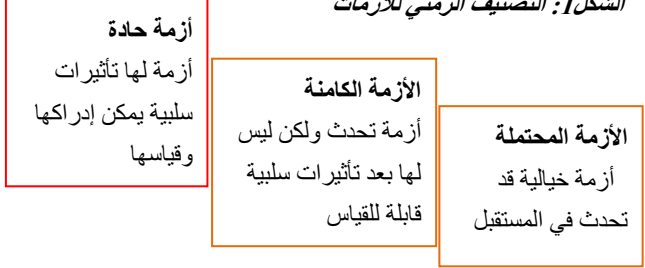 الشكل1: التصنيف الزمني للأزمات
أزمة حادة
أزمة لها تأثيرات
سلبية يمكن إدراكها
وقياسها
الأزمة الكامنة
أزمة تحدث ولكن ليس
لها بعد تأثيرات سلبية
قابلة للقياس
الأزمة المحتملة
أزمة خيالية قد
تحدث في المستقبل